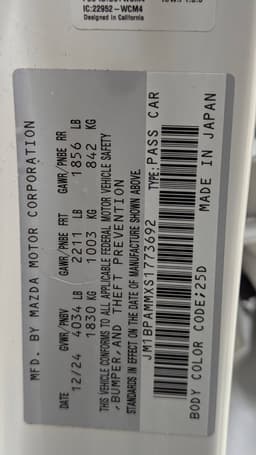 IC:22952-WCM4
Designed in California
MFD. BY MAZDA MOTOR CORPORATION
DATE GVWR/PNBV GAWR/PNBE FRT GAWR/PNBE RR
12/24 4034 LB 2211 LB 1856 LB
1830 KG 1003 KG 842 KG
THIS VEHICLE CONFORMS TO ALL APPLICABLE FEDERAL MOTOR VEHICLE SAFETY
,BUMPER,AND THEFT PREVENTION
STANDARDS IN EFFECT ON THE DATE OF MANUFACTURE SHOWN ABOVE.
JM1BPAMMXS1773692 TYPE:PASS CAR
BODY COLOR CODE;25D MADE IN JAPAN